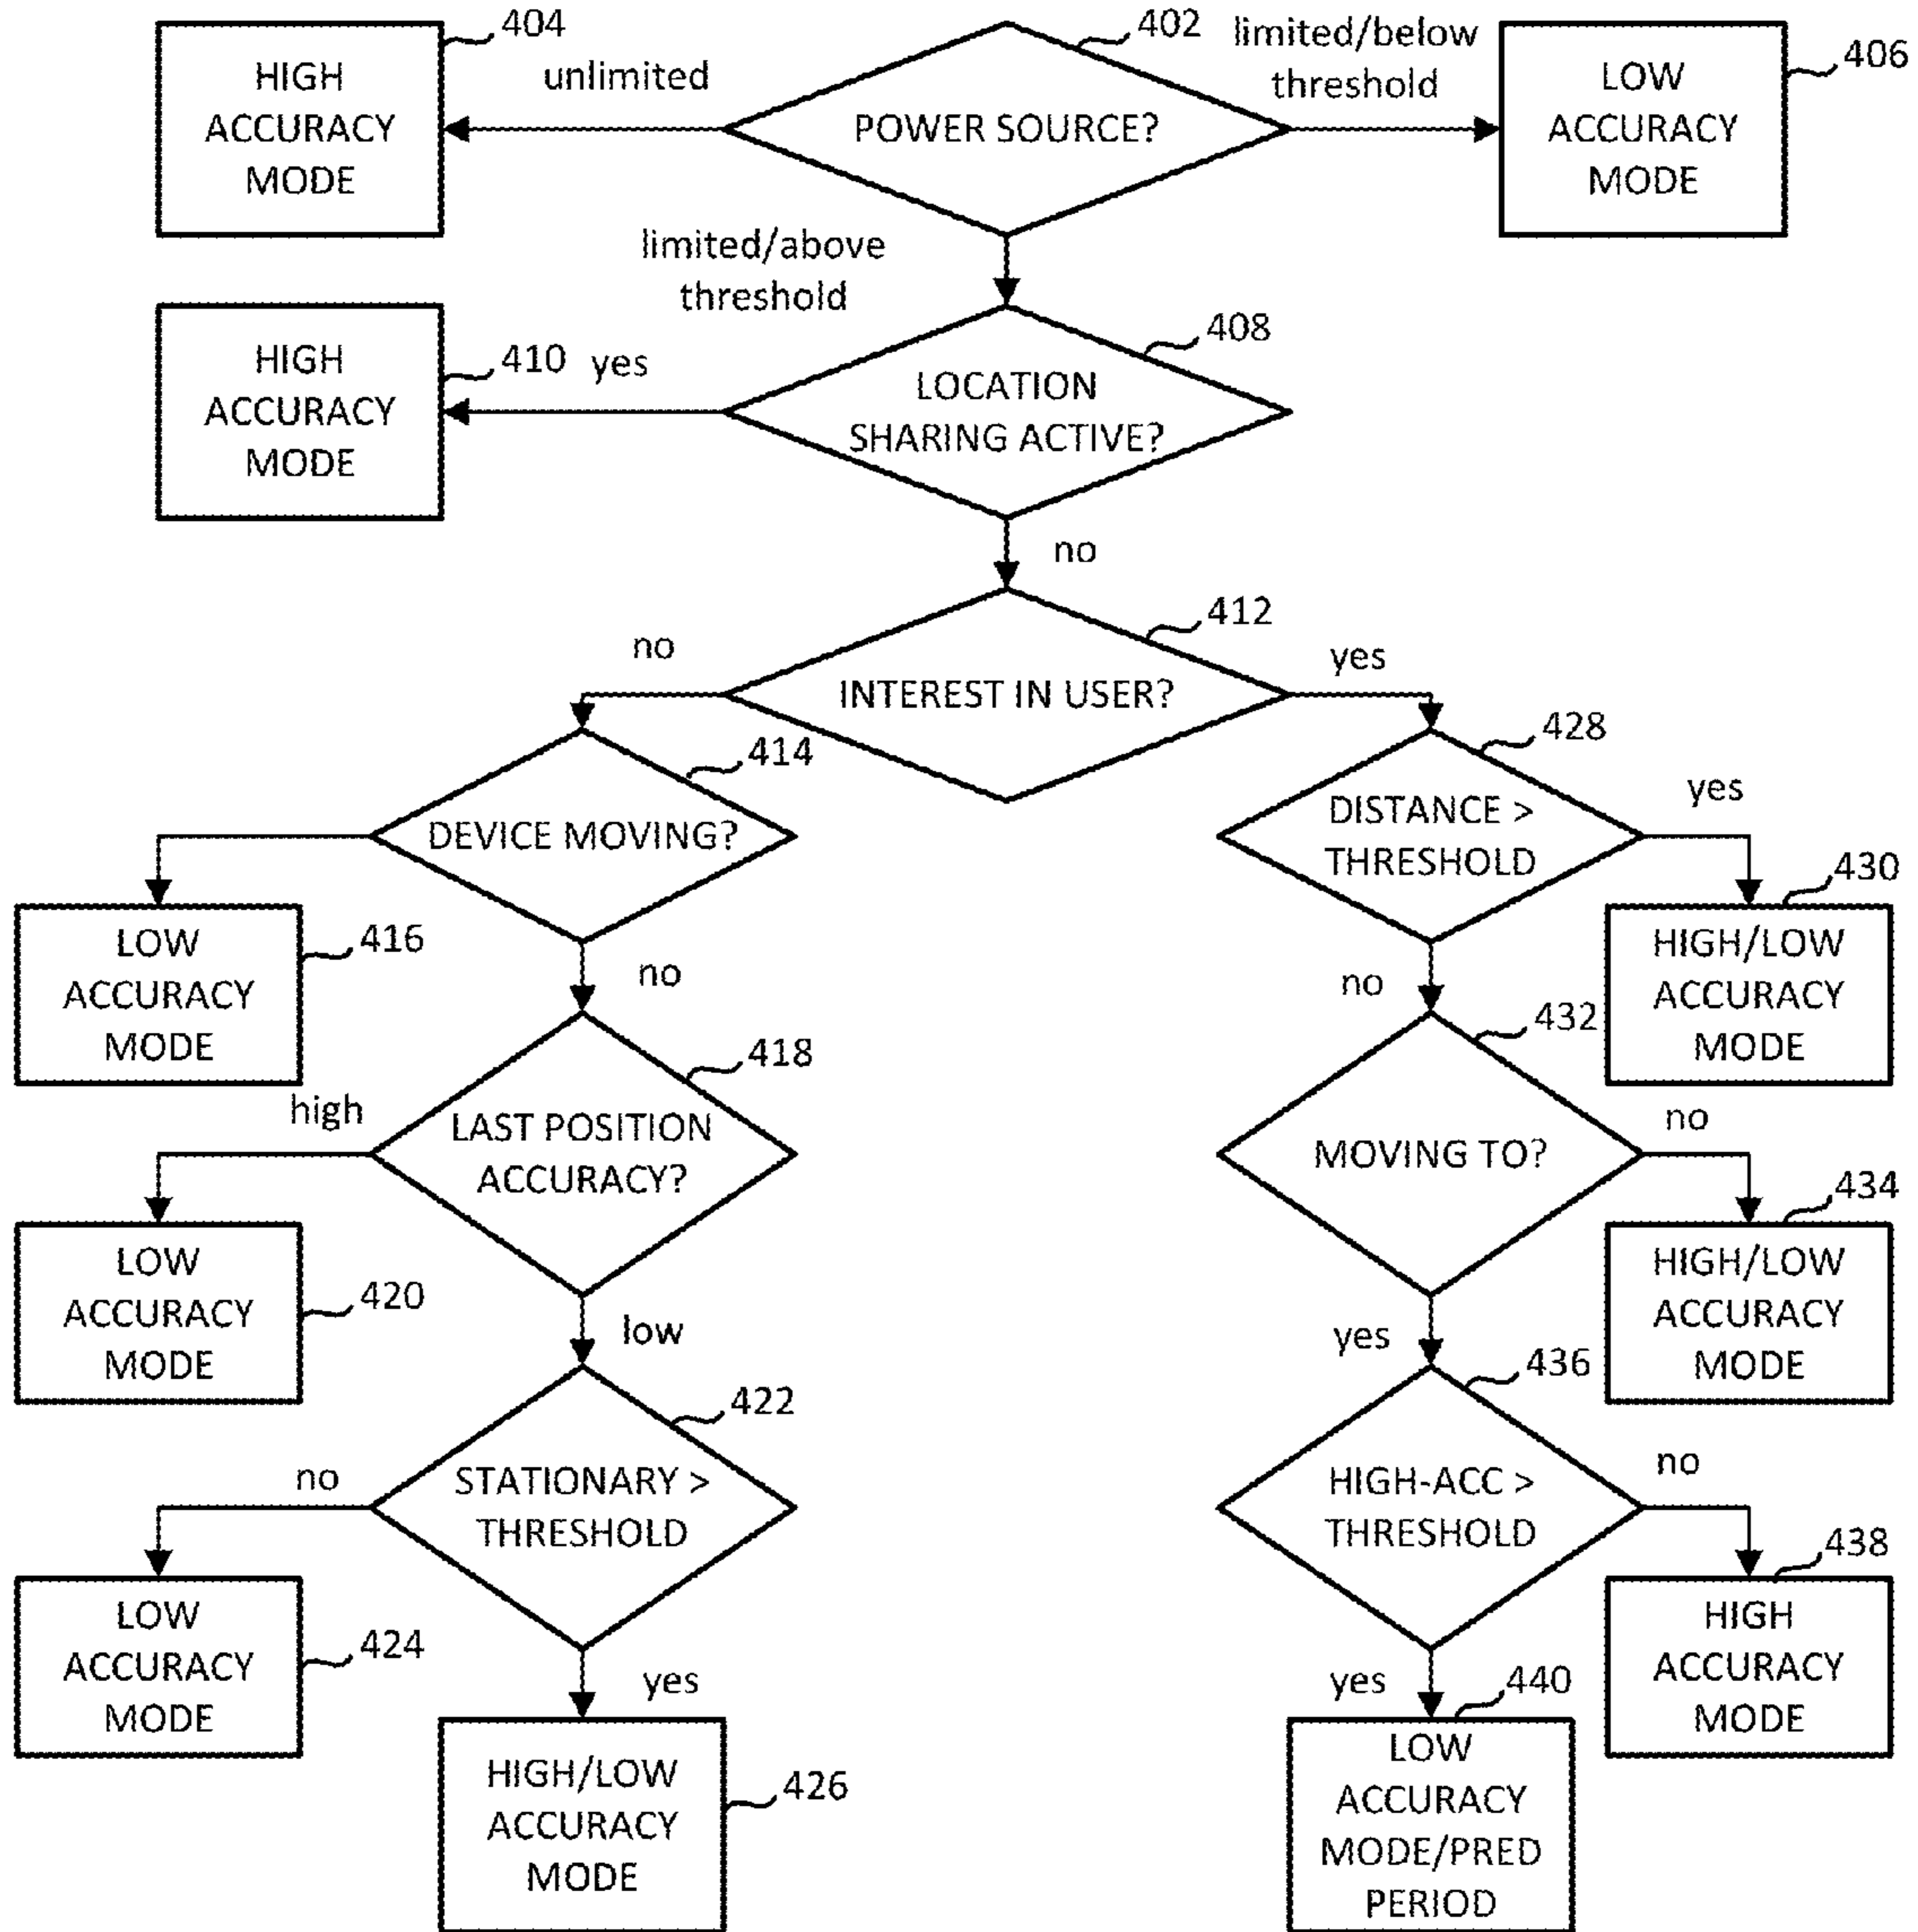 404
HIGH
ACCURACY
MODE
unlimited
402
POWER SOURCE?
limited/below
threshold
LOW
ACCURACY
MODE
406
limited/above
threshold
HIGH
ACCURACY
MODE
410
yes
408
LOCATION
SHARING ACTIVE?
no
412
INTEREST IN USER?
no
yes
414
DEVICE MOVING?
428
DISTANCE >
THRESHOLD
yes
LOW
ACCURACY
MODE
416
no
430
HIGH/LOW
ACCURACY
MODE
no
418
LAST POSITION
ACCURACY?
high
432
MOVING TO?
no
LOW
ACCURACY
MODE
420
low
434
HIGH/LOW
ACCURACY
MODE
yes
422
STATIONARY >
THRESHOLD
no
436
HIGH-ACC >
THRESHOLD
no
LOW
ACCURACY
MODE
424
yes
HIGH/LOW
ACCURACY
MODE
426
438
HIGH
ACCURACY
MODE
yes
440
LOW
ACCURACY
MODE/PRED
PERIOD